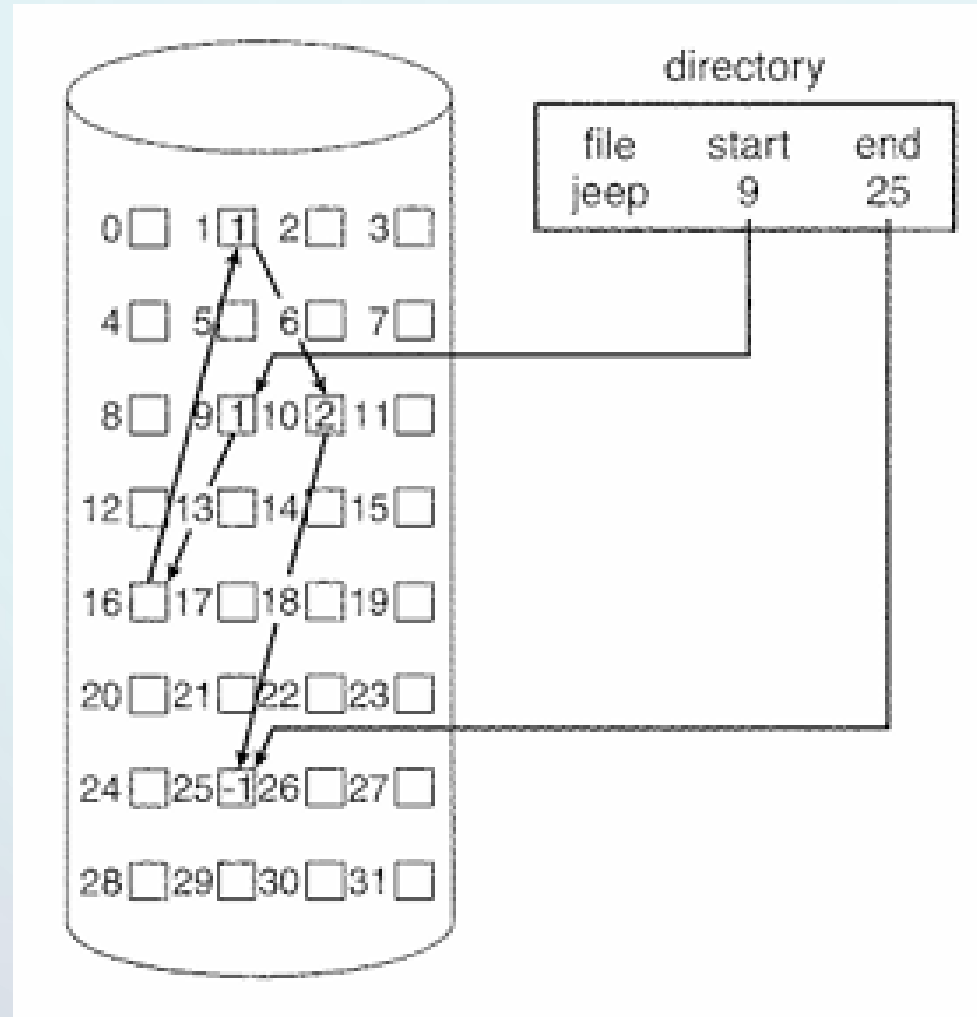 directory
file start end
jeep 9 25
0 1 1 2 3
4 5 6 7
8 9 1 10 2 11
12 13 14 15
16 17 18 19
20 21 22 23
24 25 -1 26 27
28 29 30 31